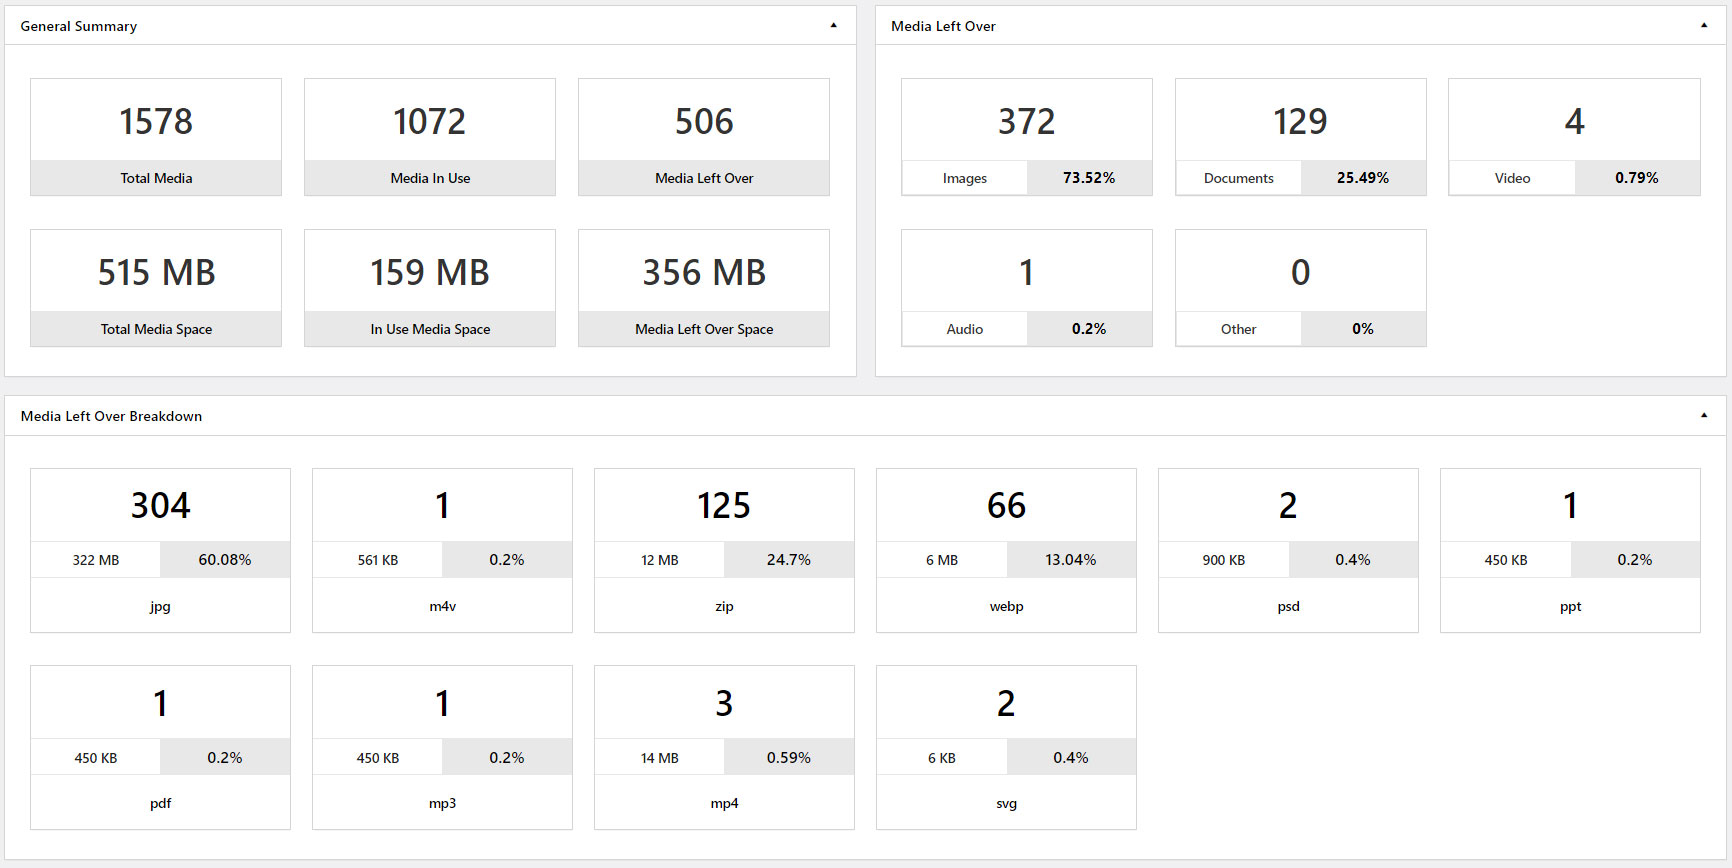 General Summary
1578
Total Media
1072
Media In Use
506
Media Left Over
515 MB
Total Media Space
159 MB
In Use Media Space
356 MB
Media Left Over Space
Media Left Over
372
Images 73.52%
129
Documents 25.49%
4
Video 0.79%
1
Audio 0.2%
0
Other 0%
Media Left Over Breakdown
304
322 MB 60.08%
jpg
1
561 KB 0.2%
m4v
125
12 MB 24.7%
zip
66
6 MB 13.04%
webp
2
900 KB 0.4%
psd
1
450 KB 0.2%
ppt
1
450 KB 0.2%
pdf
1
450 KB 0.2%
mp3
3
14 MB 0.59%
mp4
2
6 KB 0.4%
svg